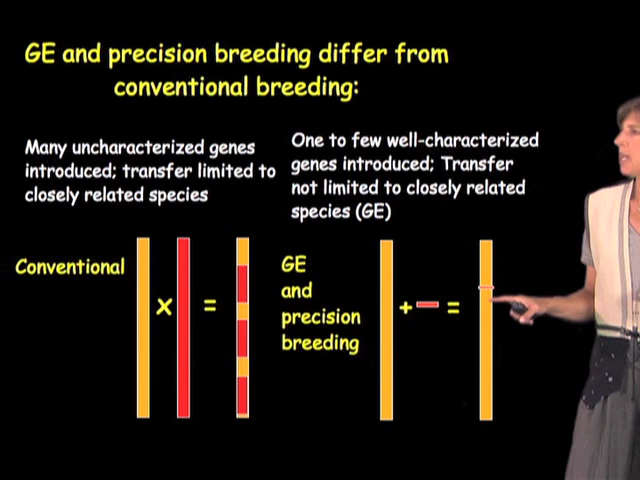 GE and precision breeding differ from
conventional breeding:
Many uncharacterized genes
introduced; transfer limited to
closely related species
One to few well-characterized
genes introduced; Transfer
not limited to closely related
species (GE)
Conventional
x
=
GE
and
precision
breeding
+
=